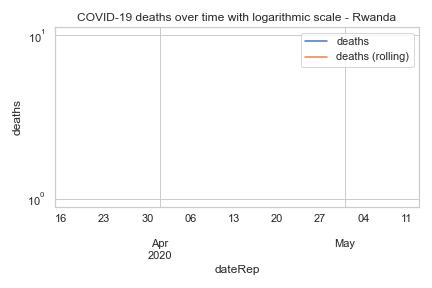 COVID-19 deaths over time with logarithmic scale - Rwanda
deaths
deaths (rolling)
10¹
10⁰
deaths
16 23 30 06 13 20 27 04 11
Apr May
2020
dateRep